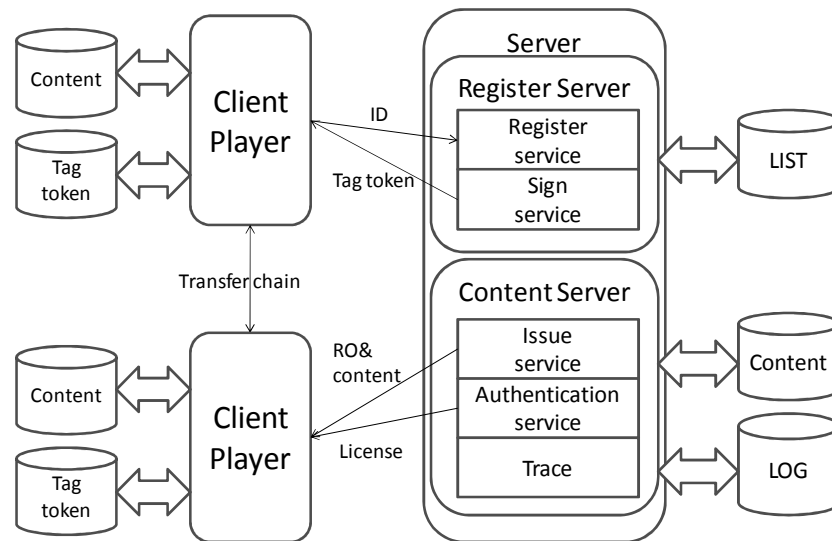 Content
Tag
token
Client
Player
ID
Tag token
Server
Register Server
Register
service
Sign
service
LIST
Transfer chain
Content
Tag
token
Client
Player
RO&
content
License
Content Server
Issue
service
Authentication
service
Trace
Content
LOG